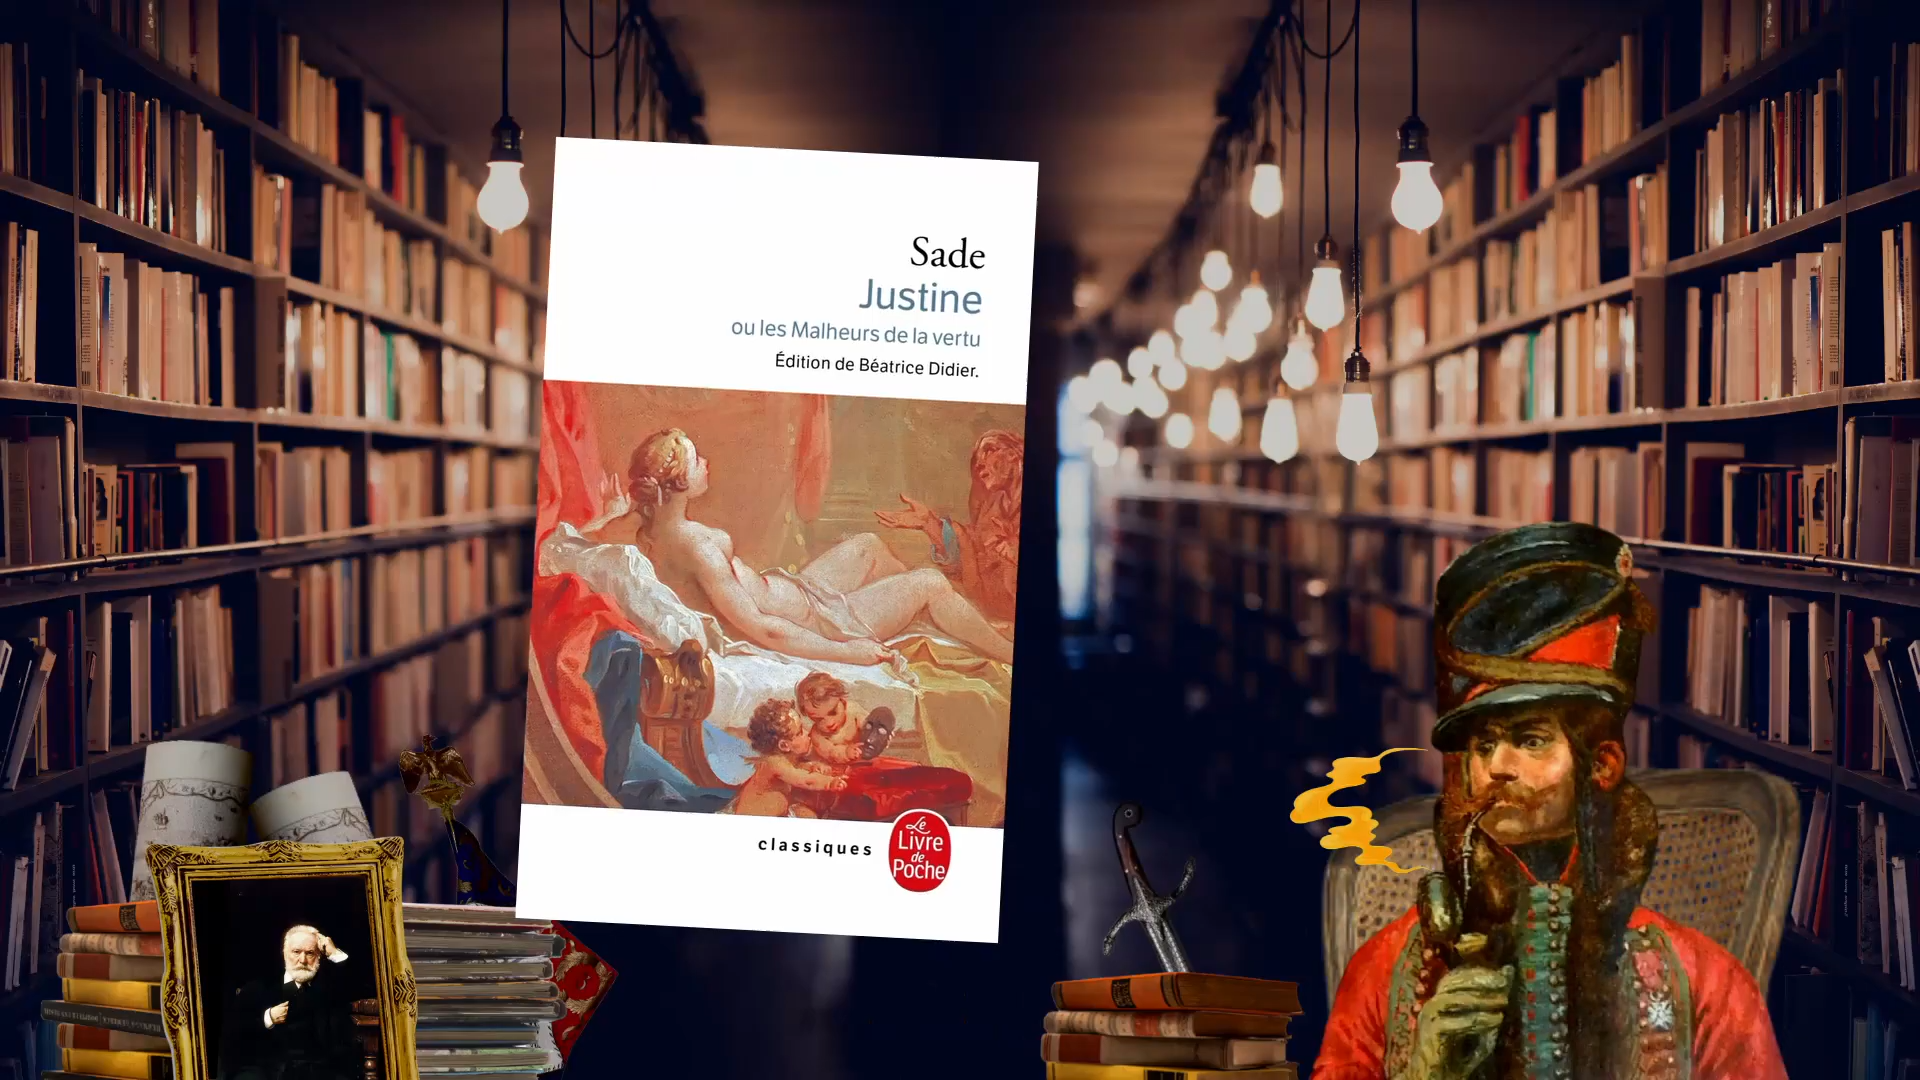 Sade
Justine
ou les Malheurs de la vertu
Édition de Béatrice Didier.
classiques
Le
Livre
de
Poche